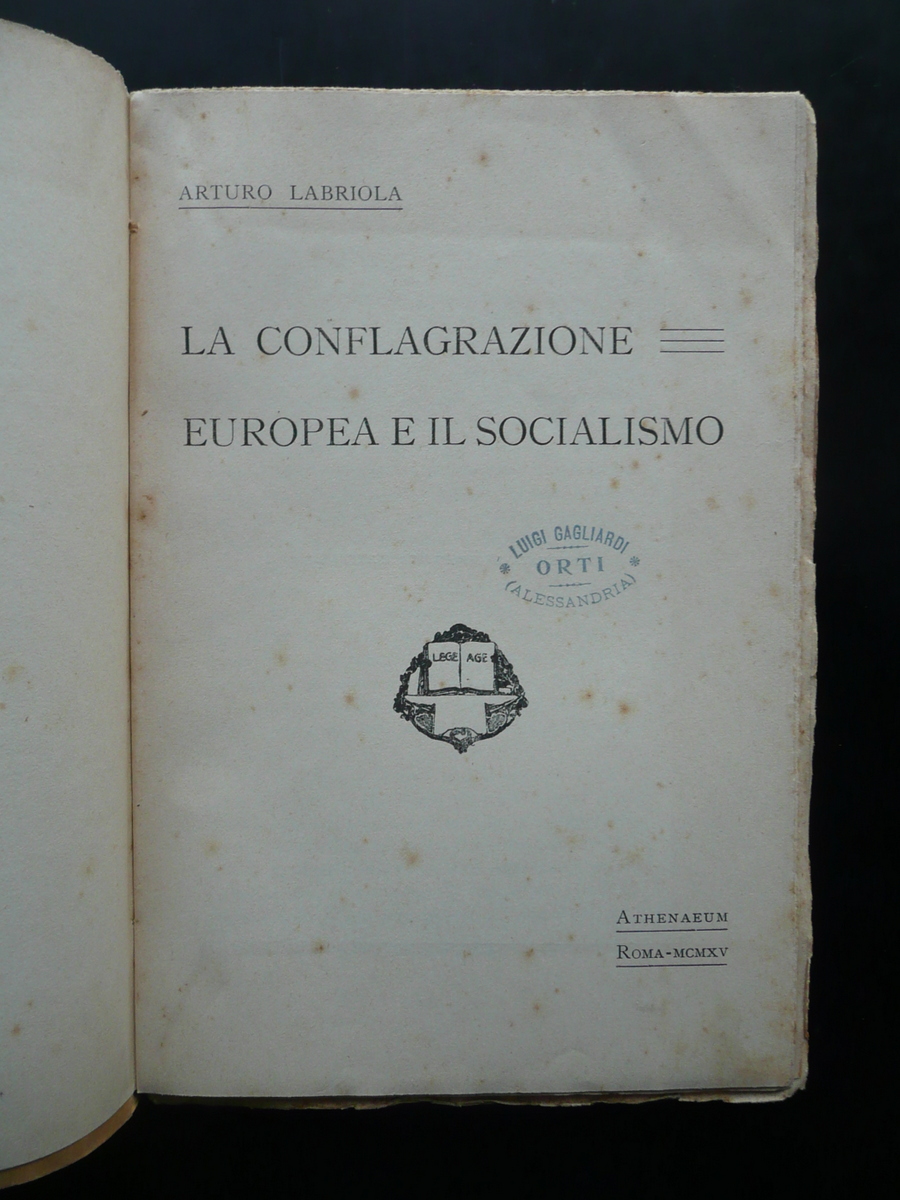 ARTURO LABRIOLA
LA CONFLAGRAZIONE
EUROPEA E IL SOCIALISMO
LUIGI GAGLIARDI
ORTI
(ALESSANDRIA)
LEGE AGE
ATHENAEUM
ROMA-MCMXV